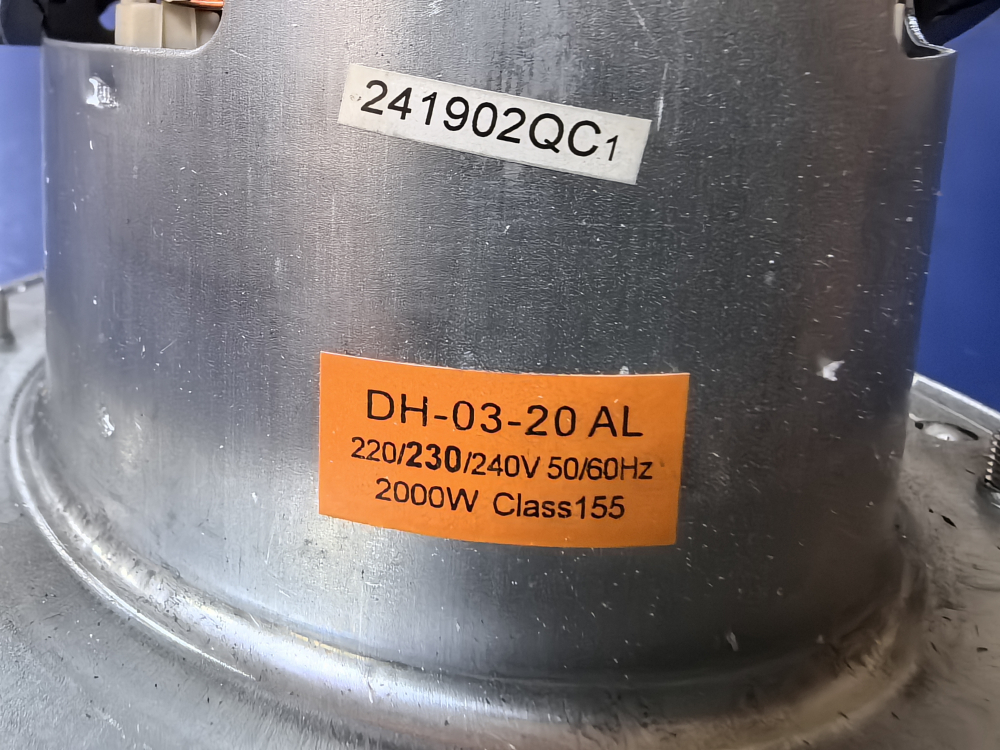 241902QC1
DH-03-20 AL
220/230/240V 50/60Hz
2000W Class155